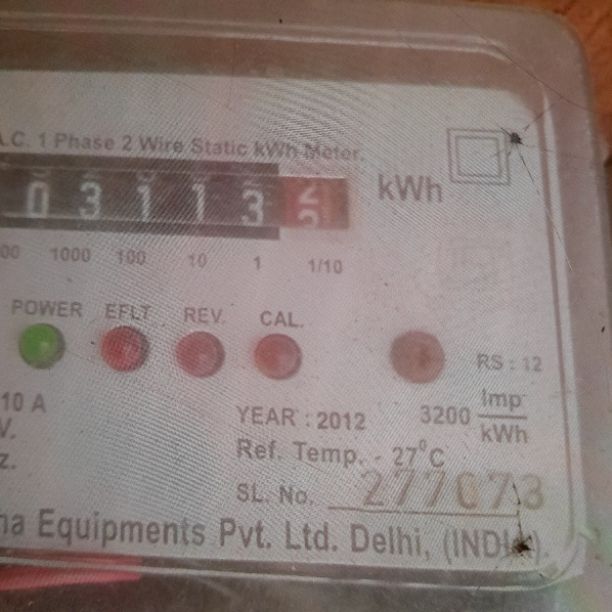 A.C. 1 Phase 2 Wire Static kWh Meter.
0 3 1 1 3 2 kWh
00 1000 100 10 1 1/10
POWER EFLT REV. CAL.
RS : 12
10 A
YEAR : 2012 3200 Imp/kWh
V.
Ref. Temp. - 27°C
z.
SL. No. 277073
na Equipments Pvt. Ltd. Delhi, (INDIA).